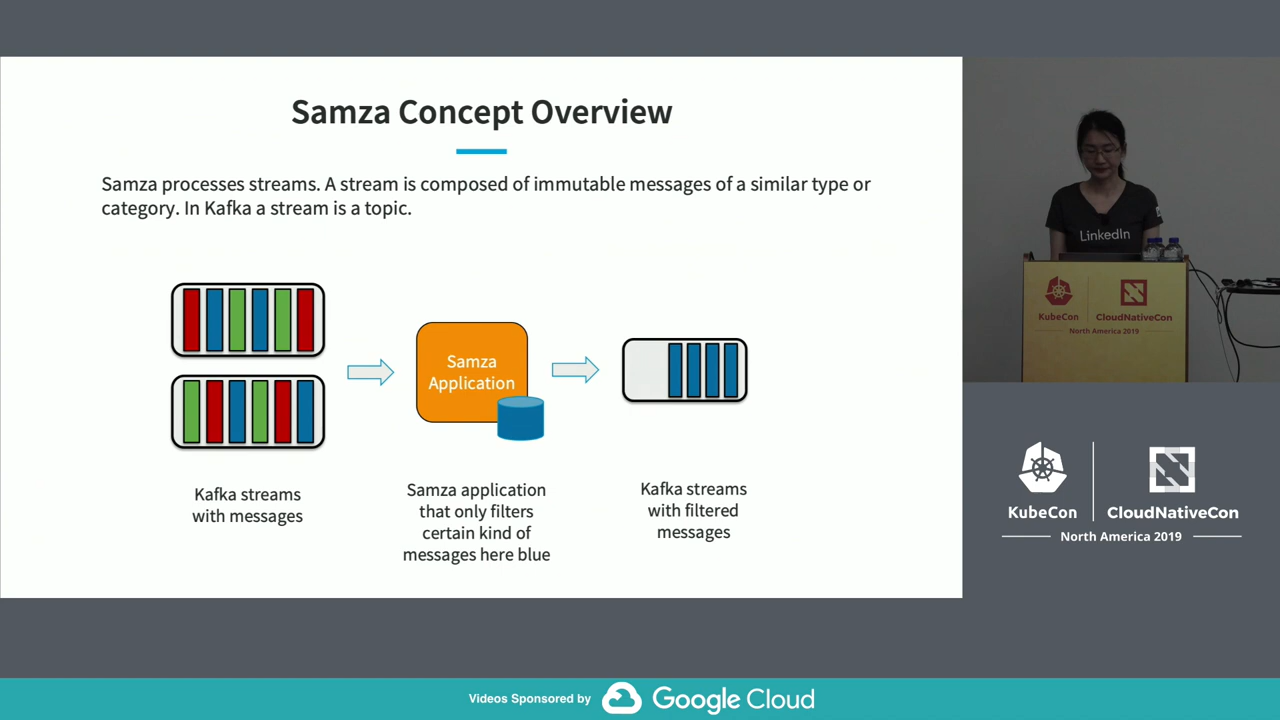 Samza Concept Overview
Samza processes streams. A stream is composed of immutable messages of a similar type or
category. In Kafka a stream is a topic.
Samza
Application
Kafka streams
with messages
Samza application
that only filters
certain kind of
messages here blue
Kafka streams
with filtered
messages
LinkedIn
KubeCon
CloudNativeCon
North America 2019
KubeCon
CloudNativeCon
North America 2019
Videos Sponsored by Google Cloud